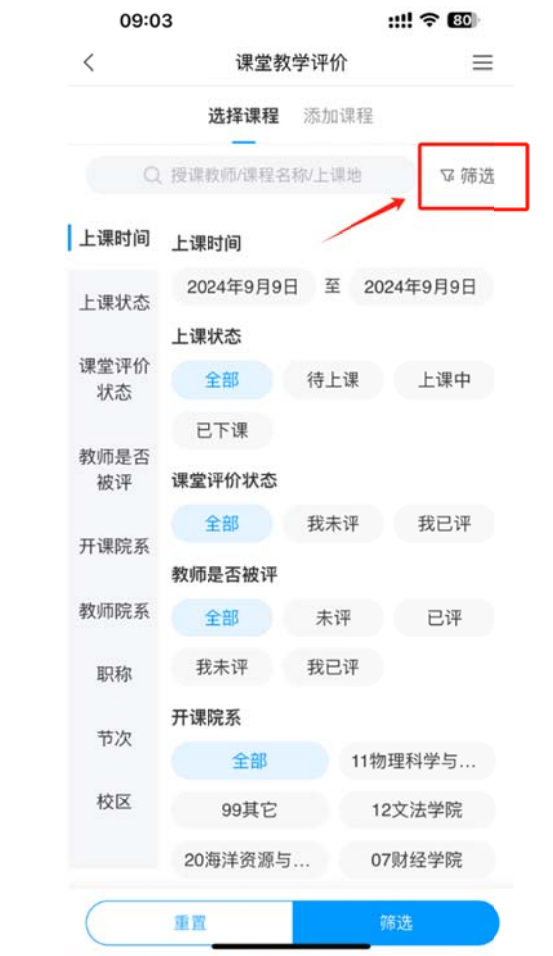 09:03
80
课堂教学评价
选择课程 添加课程
授课教师/课程名称/上课地
筛选
上课时间
上课状态
课堂评价
状态
教师是否
被评
开课院系
教师院系
职称
节次
校区
上课时间
2024年9月9日 至 2024年9月9日
上课状态
全部 待上课 上课中
已下课
课堂评价状态
全部 我未评 我已评
教师是否被评
全部 未评 已评
我未评 我已评
开课院系
全部 11物理科学与...
99其它 12文法学院
20海洋资源与... 07财经学院
重置 筛选